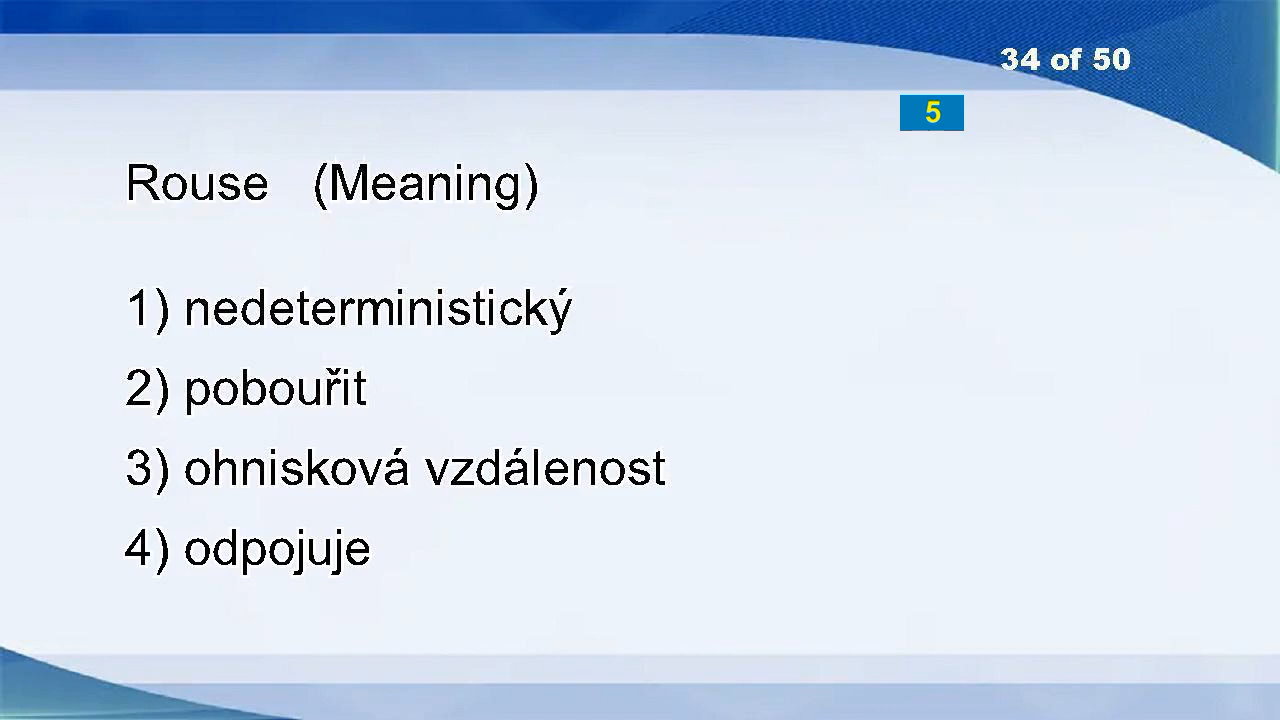 34 of 50
5
Rouse (Meaning)
1) nedeterministický
2) pobouřit
3) ohnisková vzdálenost
4) odpojuje